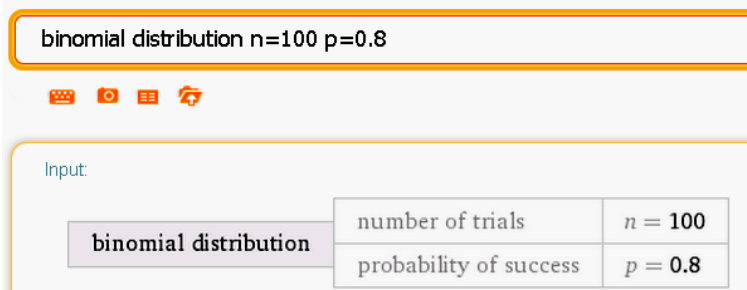 binomial distribution n=100 p=0.8
Input:
binomial distribution
number of trials n = 100
probability of success p = 0.8